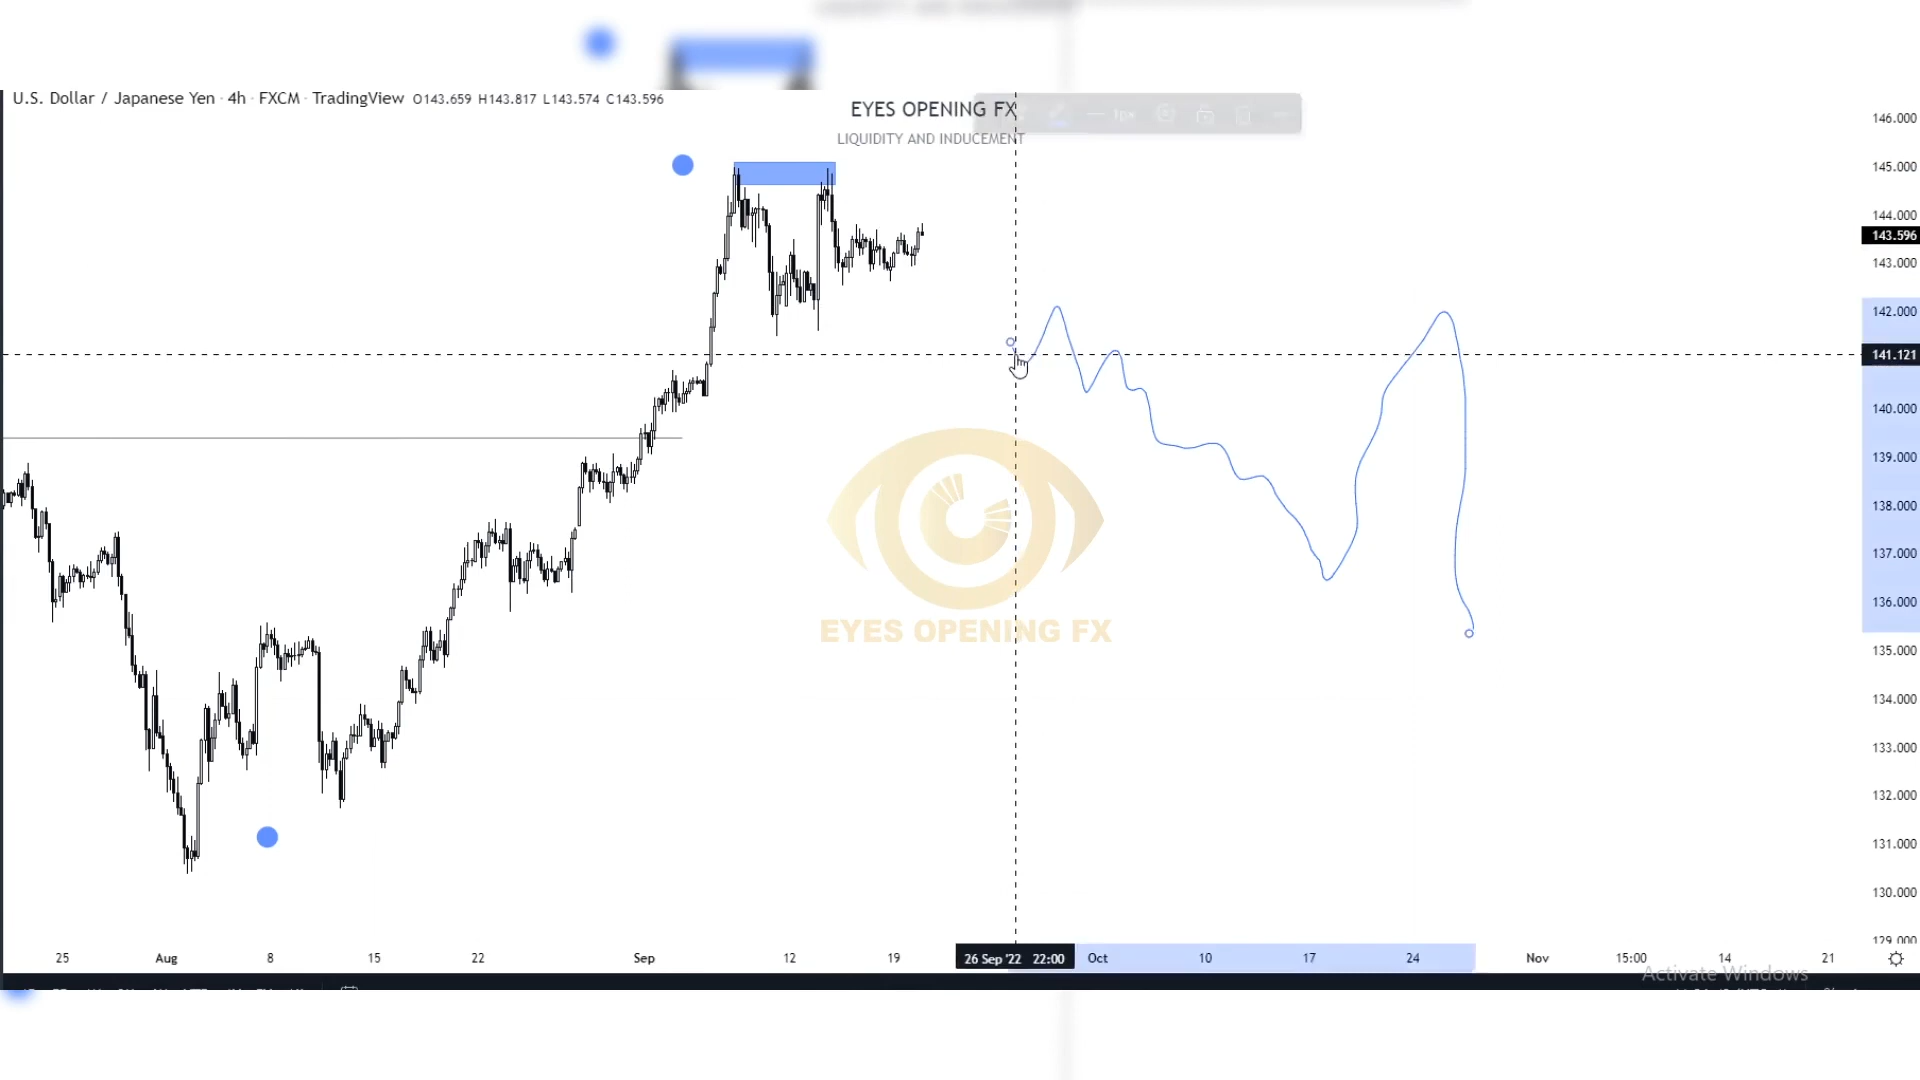 LIQUIDITY AND INDUCEMENT
U.S. Dollar / Japanese Yen · 4h · FXCM · TradingView O143.659 H143.817 L143.574 C143.596
EYES OPENING FX
LIQUIDITY AND INDUCEMENT
1px
146.000
145.000
144.000
143.596
143.000
142.000
141.121
140.000
139.000
138.000
137.000
136.000
135.000
134.000
133.000
132.000
131.000
130.000
129.000
EYES OPENING FX
25 Aug 8 15 22 Sep 12 19 26 Sep '22 22:00 Oct 10 17 24 Nov 15:00 14 21
Activate Windows